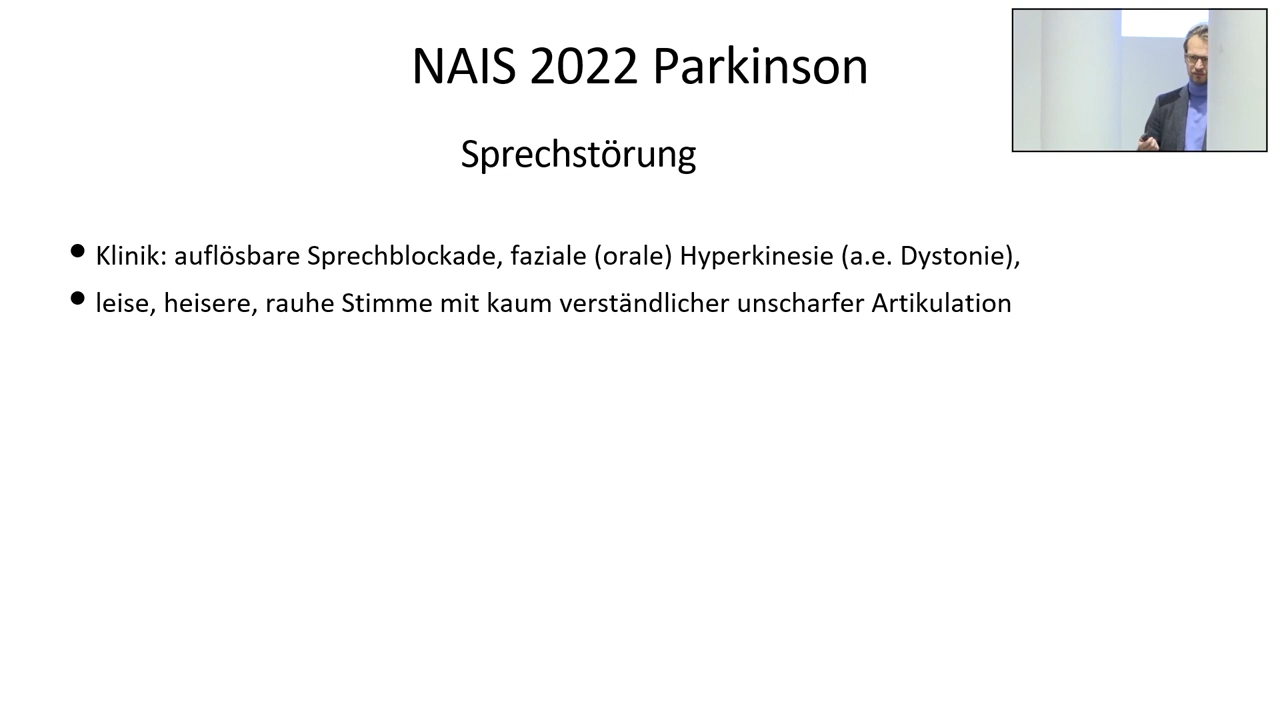 NAIS 2022 Parkinson
Sprechstörung
• Klinik: auflösbare Sprechblockade, faziale (orale) Hyperkinesie (a.e. Dystonie),
• leise, heisere, rauhe Stimme mit kaum verständlicher unscharfer Artikulation